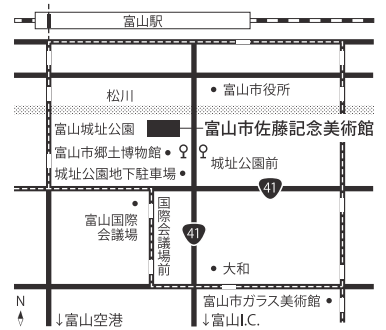 富山駅
富山市役所
松川
富山城址公園
富山市佐藤記念美術館
富山市郷土博物館
城址公園前
城址公園地下駐車場
41
富山国際
会議場
国際会議場前
41
大和
富山市ガラス美術館
N
↓富山空港
↓富山I.C.